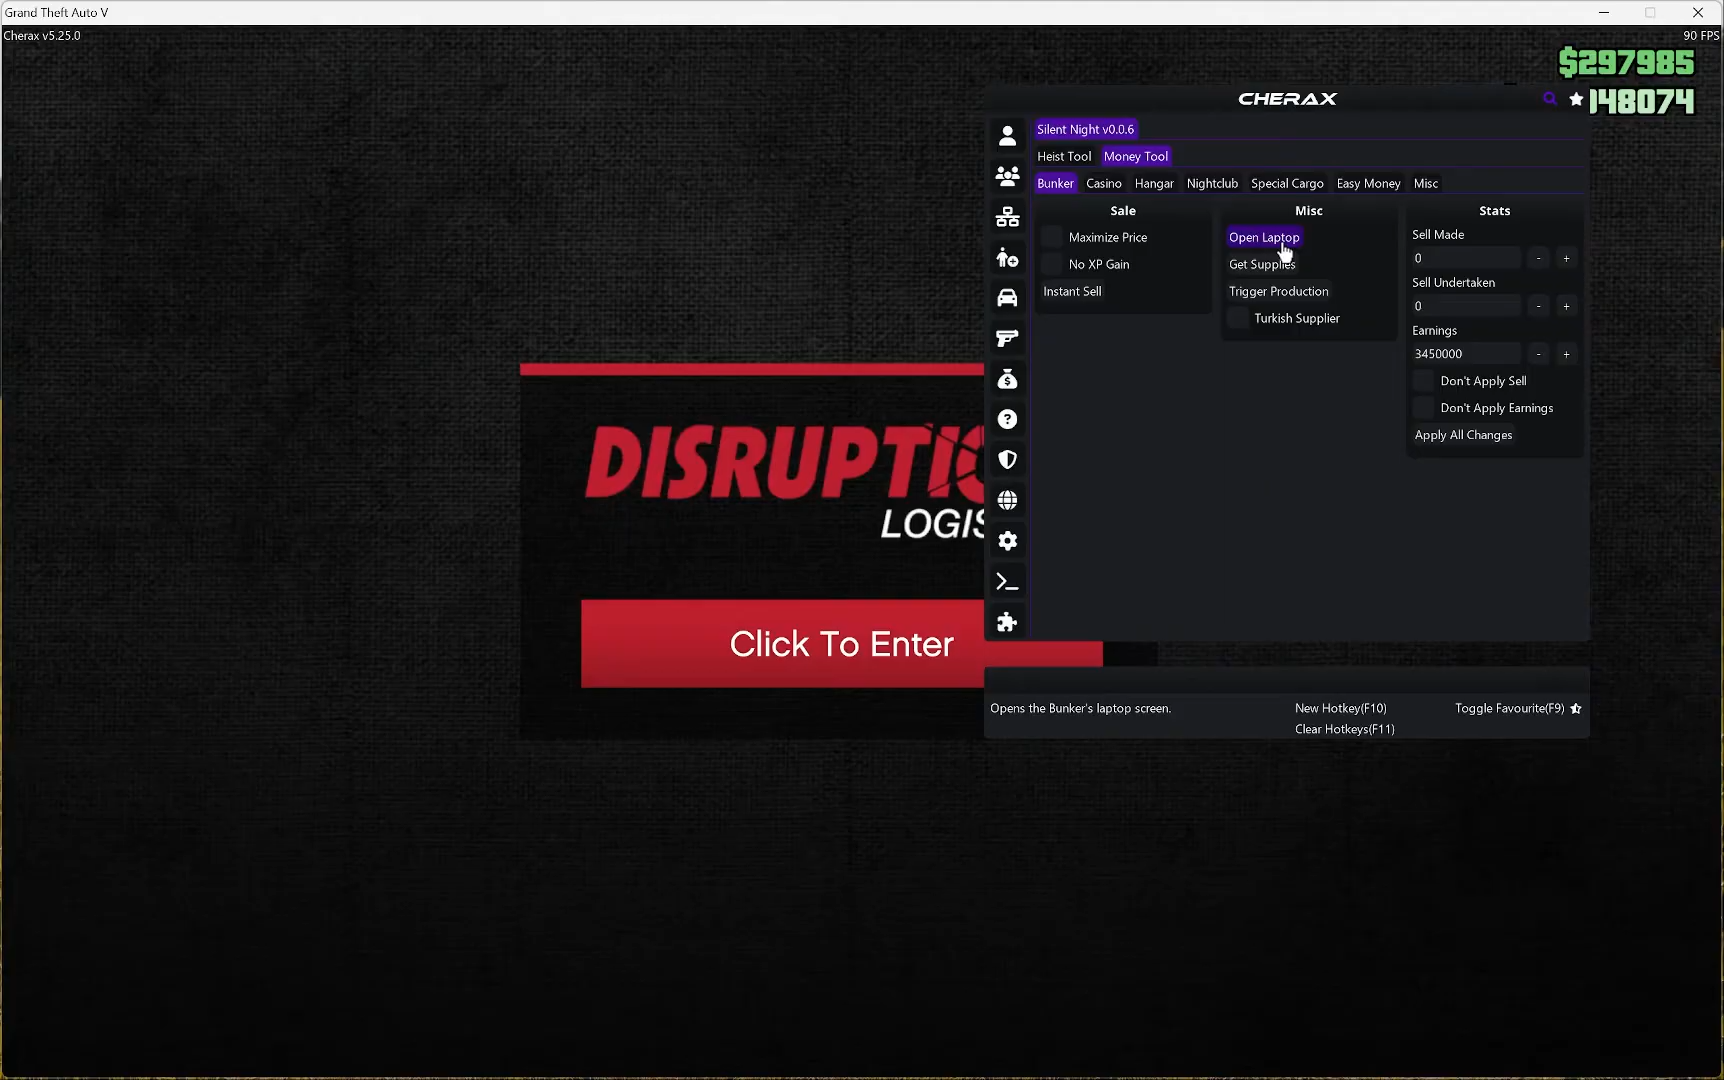 Grand Theft Auto V
Cherax v5.25.0
90 FPS
$297985
148074
CHERAX
Silent Night v0.0.6
Heist Tool Money Tool
Bunker Casino Hangar Nightclub Special Cargo Easy Money Misc
Sale
Maximize Price
No XP Gain
Instant Sell
Misc
Open Laptop
Get Supplies
Trigger Production
Turkish Supplier
Stats
Sell Made
0 - +
Sell Undertaken
0 - +
Earnings
3450000 - +
Don't Apply Sell
Don't Apply Earnings
Apply All Changes
DISRUPTIO
LOGIS
Click To Enter
Opens the Bunker's laptop screen.
New Hotkey(F10)
Clear Hotkeys(F11)
Toggle Favourite(F9)